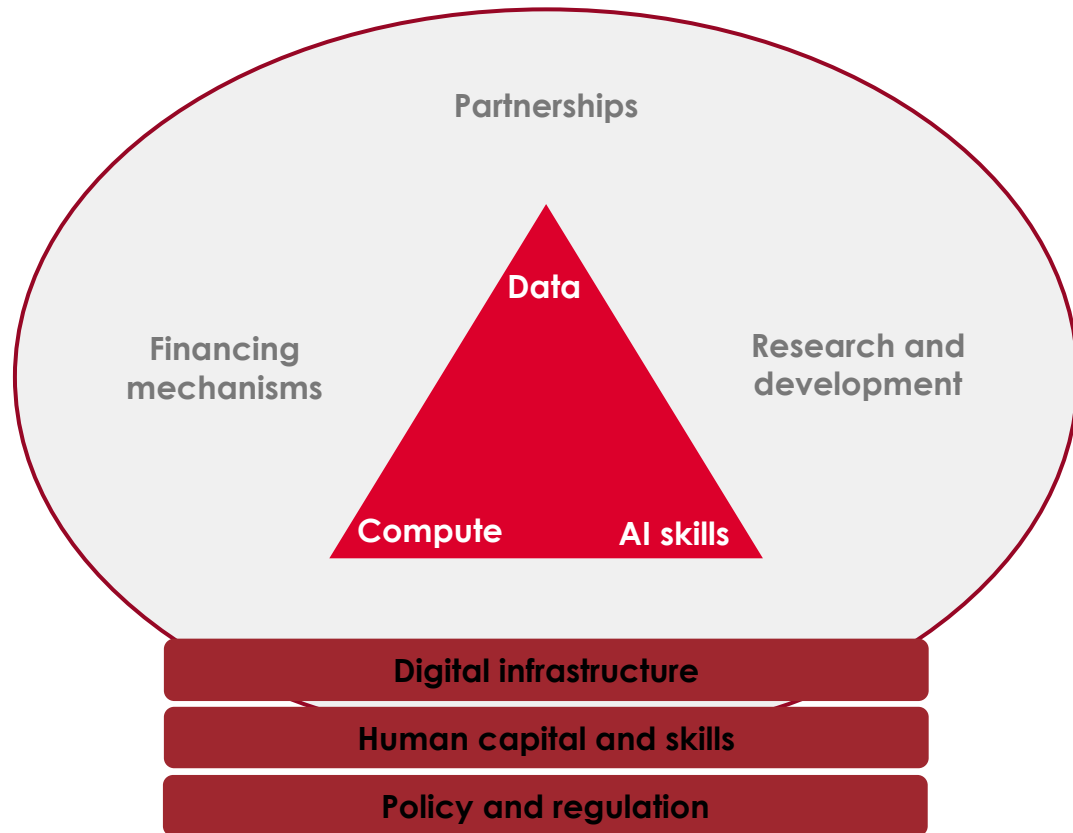 Partnerships
Data
Financing
mechanisms
Research and
development
Compute
AI skills
Digital infrastructure
Human capital and skills
Policy and regulation